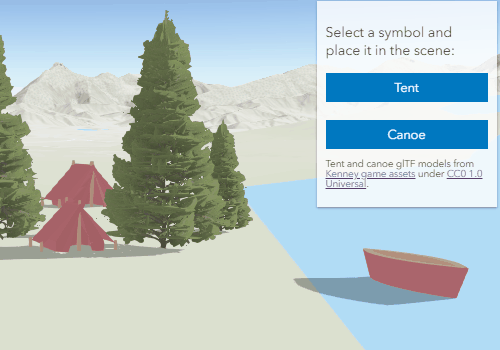 Select a symbol and
place it in the scene:
Tent
Canoe
Tent and canoe glTF models from
Kenney game assets under CC0 1.0
Universal.